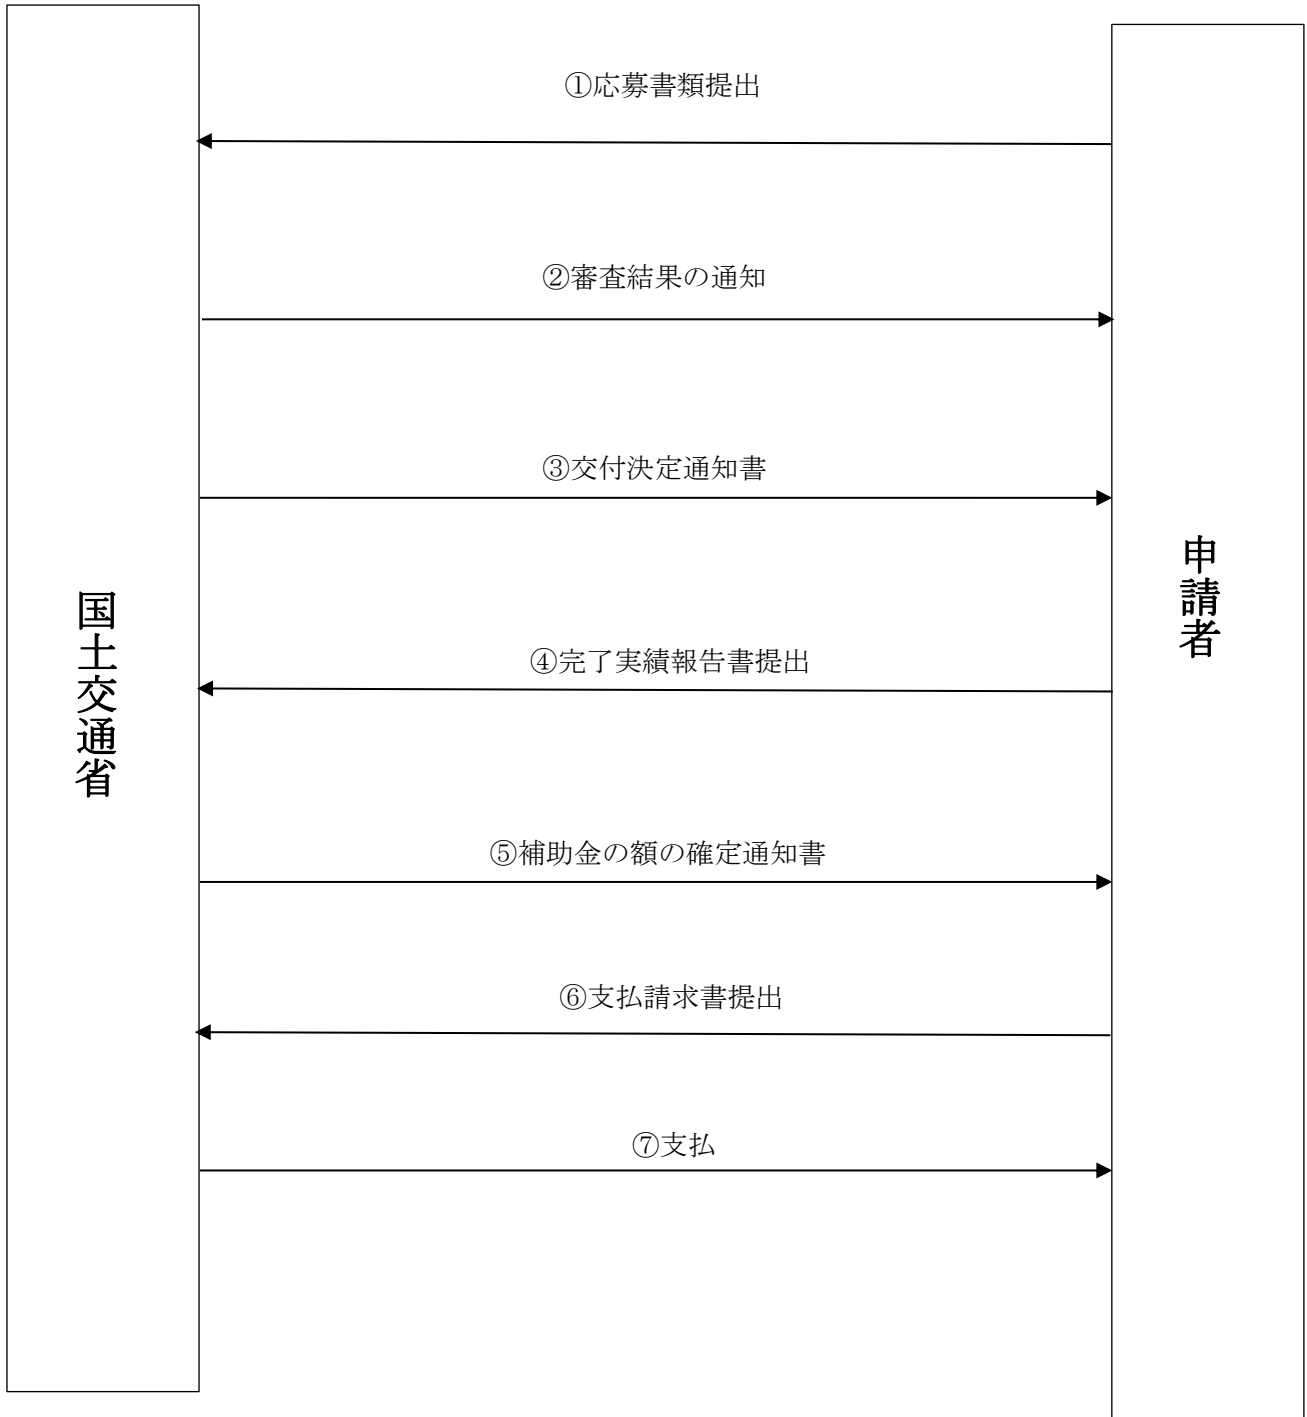 ①応募書類提出
②審査結果の通知
③交付決定通知書
申請者
国土交通省
④完了実績報告書提出
⑤補助金の額の確定通知書
⑥支払請求書提出
⑦支払